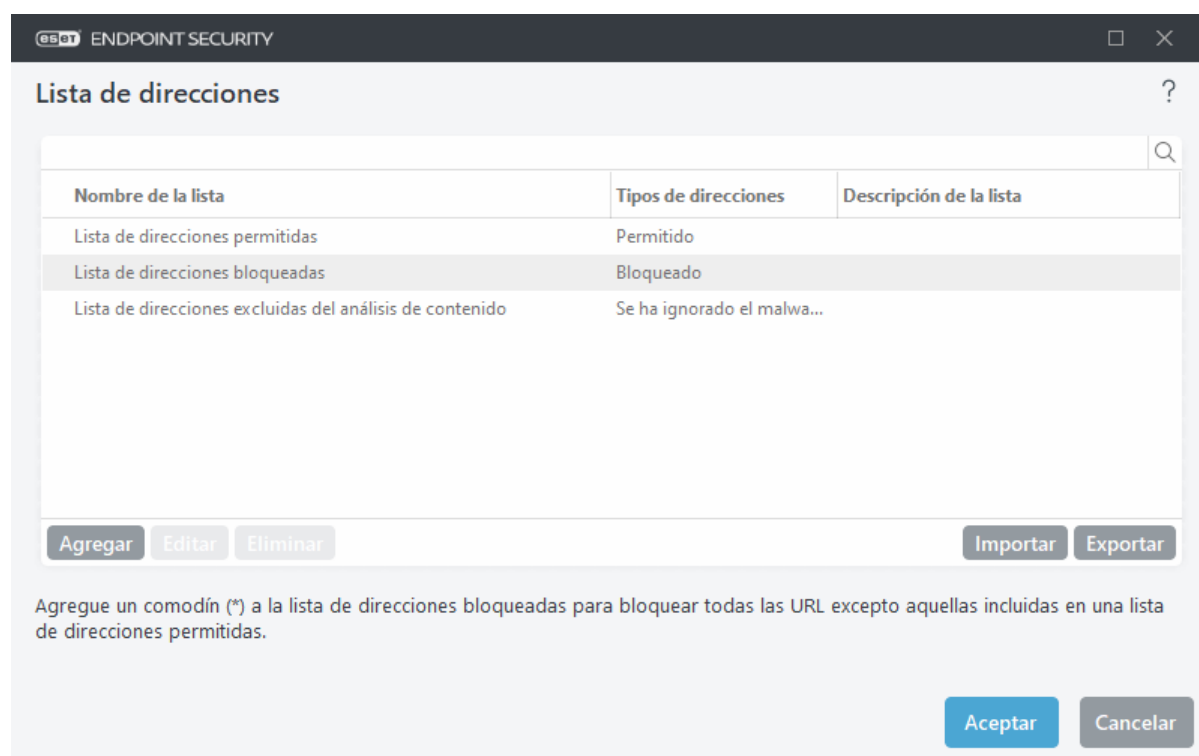 eset ENDPOINT SECURITY
Lista de direcciones
?
Nombre de la lista Tipos de direcciones Descripción de la lista
Lista de direcciones permitidas Permitido
Lista de direcciones bloqueadas Bloqueado
Lista de direcciones excluidas del análisis de contenido Se ha ignorado el malwa...
Agregar Editar Eliminar Importar Exportar
Agregue un comodín (*) a la lista de direcciones bloqueadas para bloquear todas las URL excepto aquellas incluidas en una lista
de direcciones permitidas.
Aceptar Cancelar